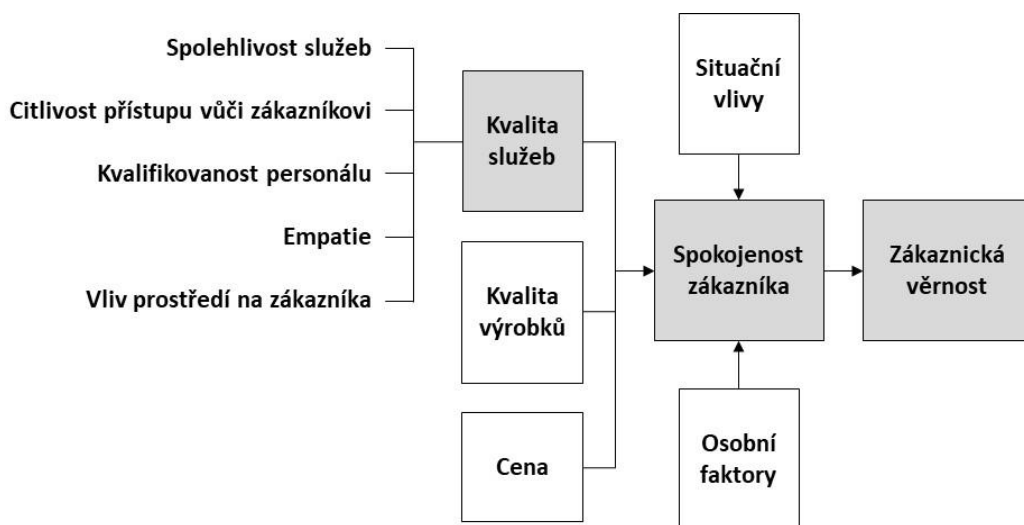 Spolehlivost služeb
Citlivost přístupu vůči zákazníkovi
Kvalifikovanost personálu
Empatie
Vliv prostředí na zákazníka
Kvalita
služeb
Kvalita
výrobků
Cena
Situační
vlivy
Spokojenost
zákazníka
Osobní
faktory
Zákaznická
věrnost